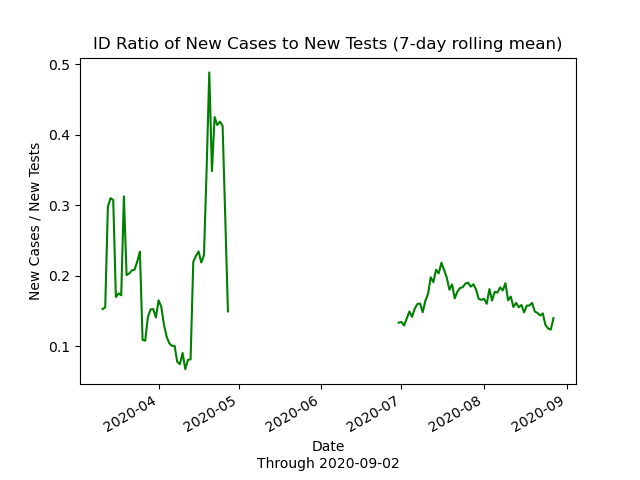 ID Ratio of New Cases to New Tests (7-day rolling mean)
0.5
0.4
0.3
0.2
0.1
New Cases / New Tests
2020-04
2020-05
2020-06
2020-07
2020-08
2020-09
Date
Through 2020-09-02